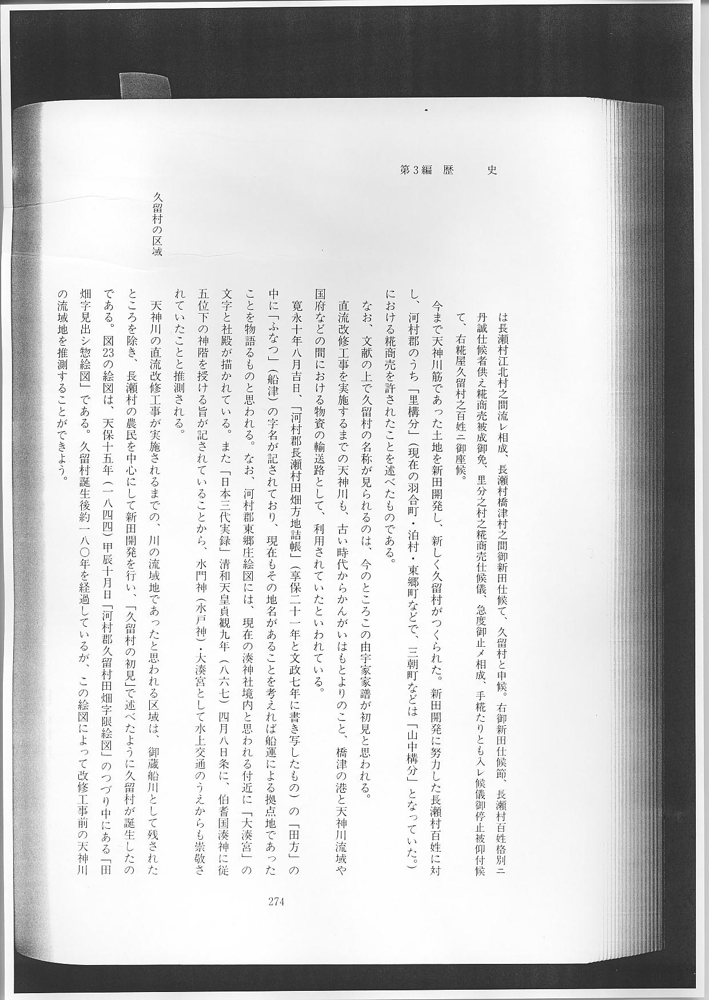 第3編 歴 史
は長瀬村江北村之間流レ相成、長瀬村橋津村之間御新田仕候て、久留村と申候。右御新田仕候節、長瀬村百姓格別ニ
丹誠仕候者供え糀商売被成御免、里分之村之糀商売仕候儀、急度御止メ相成、手糀たりとも入レ候儀御停止被仰付候
て、右糀屋久留村之百姓ニ御座候。
今まで天神川筋であった土地を新田開発し、新しく久留村がつくられた。新田開発に努力した長瀬村百姓に対
し、河村郡のうち「里構分」（現在の羽合町・泊村・東郷町などで、三朝町などは「山中構分」となっていた。）
における糀商売を許されたことを述べたものである。
なお、文献の上で久留村の名称が見られるのは、今のところこの由宇家家譜が初見と思われる。
直流改修工事を実施するまでの天神川も、古い時代からかんがいはもとよりのこと、橋津の港と天神川流域や
国府などの間における物資の輸送路として、利用されていたといわれている。
寛永十年八月吉日、「河村郡長瀬村田畑方地詰帳」（享保二十一年と文政七年に書き写したもの）の「田方」の
中に「ふなつ」（船津）の字名が記されており、現在もその地名があることを考えれば船運による拠点地であった
ことを物語るものと思われる。なお、河村郡東郷庄絵図には、現在の湊神社境内と思われる付近に「大湊宮」の
文字と社殿が描かれている。また「日本三代実録」清和天皇貞観九年（八六七）四月八日条に、伯耆国湊神に従
五位下の神階を授ける旨が記されていることから、水門神（水戸神）・大湊宮として水上交通のうえからも崇敬さ
れていたことと推測される。
久留村の区域
天神川の直流改修工事が実施されるまでの、川の流域地であったと思われる区域は、御蔵船川として残された
ところを除き、長瀬村の農民を中心にして新田開発を行い、「久留村の初見」で述べたように久留村が誕生したの
である。図23の絵図は、天保十五年（一八四四）甲辰十月日「河村郡久留村田畑字限絵図」のつづり中にある「田
畑字見出シ惣絵図」である。久留村誕生後約一八〇年を経過しているが、この絵図によって改修工事前の天神川
の流域地を推測することができよう。
274